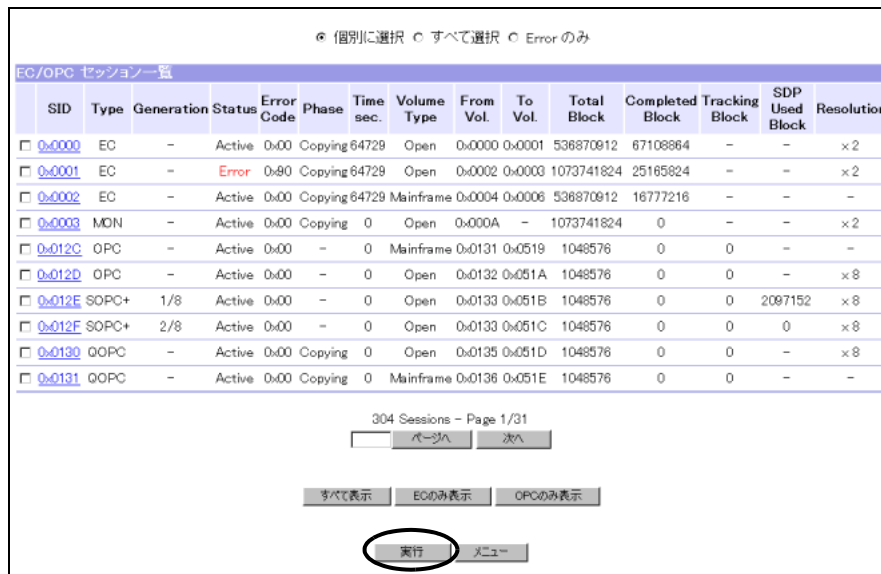 個別に選択 すべて選択 Error のみ
EC/OPC セッション一覧
SID Type Generation Status Error Code Phase Time sec. Volume Type From Vol. To Vol. Total Block Completed Block Tracking Block SDP Used Block Resolution
0x0000 EC - Active 0x00 Copying 64729 Open 0x0000 0x0001 536870912 67108864 - - ×2
0x0001 EC - Error 0x90 Copying 64729 Open 0x0002 0x0003 1073741824 25165824 - - ×2
0x0002 EC - Active 0x00 Copying 64729 Mainframe 0x0004 0x0006 536870912 16777216 - - -
0x0003 MON - Active 0x00 Copying 0 Open 0x000A - 1073741824 0 - - ×2
0x012C OPC - Active 0x00 - 0 Mainframe 0x0131 0x0519 1048576 0 0 - -
0x012D OPC - Active 0x00 - 0 Open 0x0132 0x051A 1048576 0 0 - ×8
0x012E SOPC+ 1/8 Active 0x00 - 0 Open 0x0133 0x051B 1048576 0 0 2097152 ×8
0x012F SOPC+ 2/8 Active 0x00 - 0 Open 0x0133 0x051C 1048576 0 0 0 ×8
0x0130 QOPC - Active 0x00 Copying 0 Open 0x0135 0x051D 1048576 0 0 - ×8
0x0131 QOPC - Active 0x00 Copying 0 Mainframe 0x0136 0x051E 1048576 0 0 - -
304 Sessions - Page 1/31
ページへ 次へ
すべて表示 ECのみ表示 OPCのみ表示
実行 メニュー